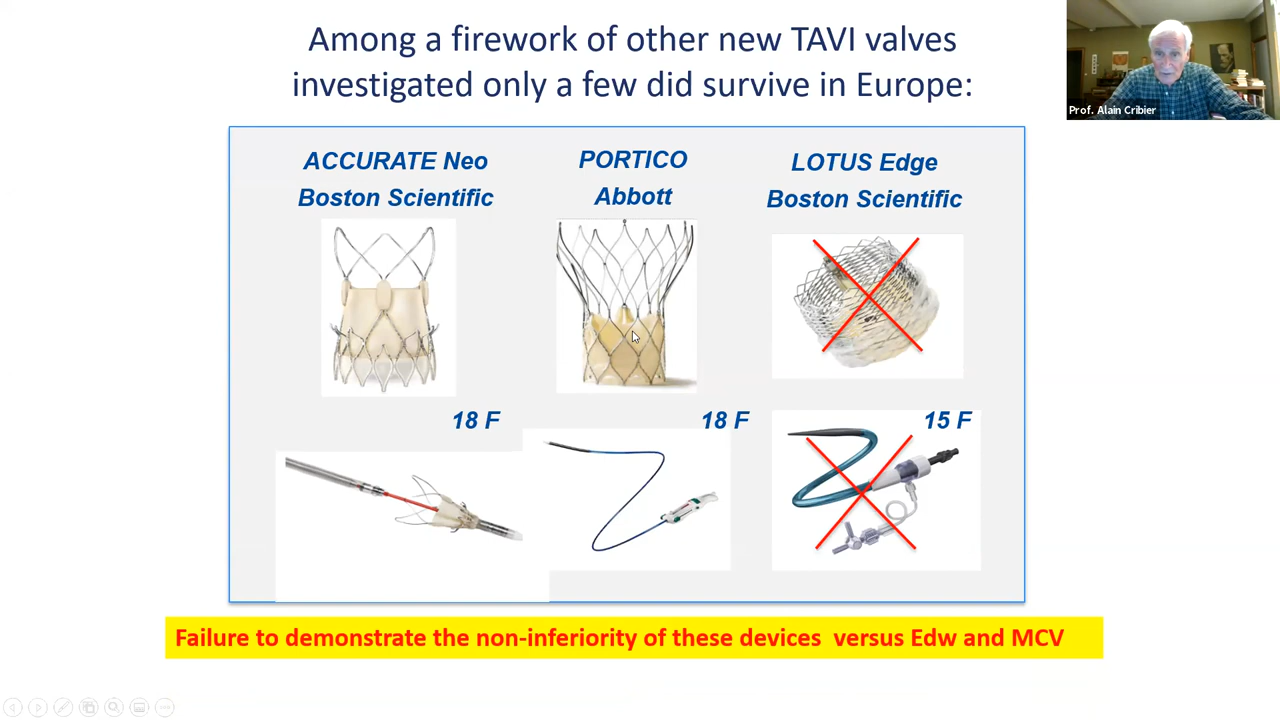 Among a firework of other new TAVI valves
investigated only a few did survive in Europe:
Prof. Alain Cribier
ACCURATE Neo
Boston Scientific
PORTICO
Abbott
LOTUS Edge
Boston Scientific
18 F
18 F
15 F
Failure to demonstrate the non-inferiority of these devices versus Edw and MCV